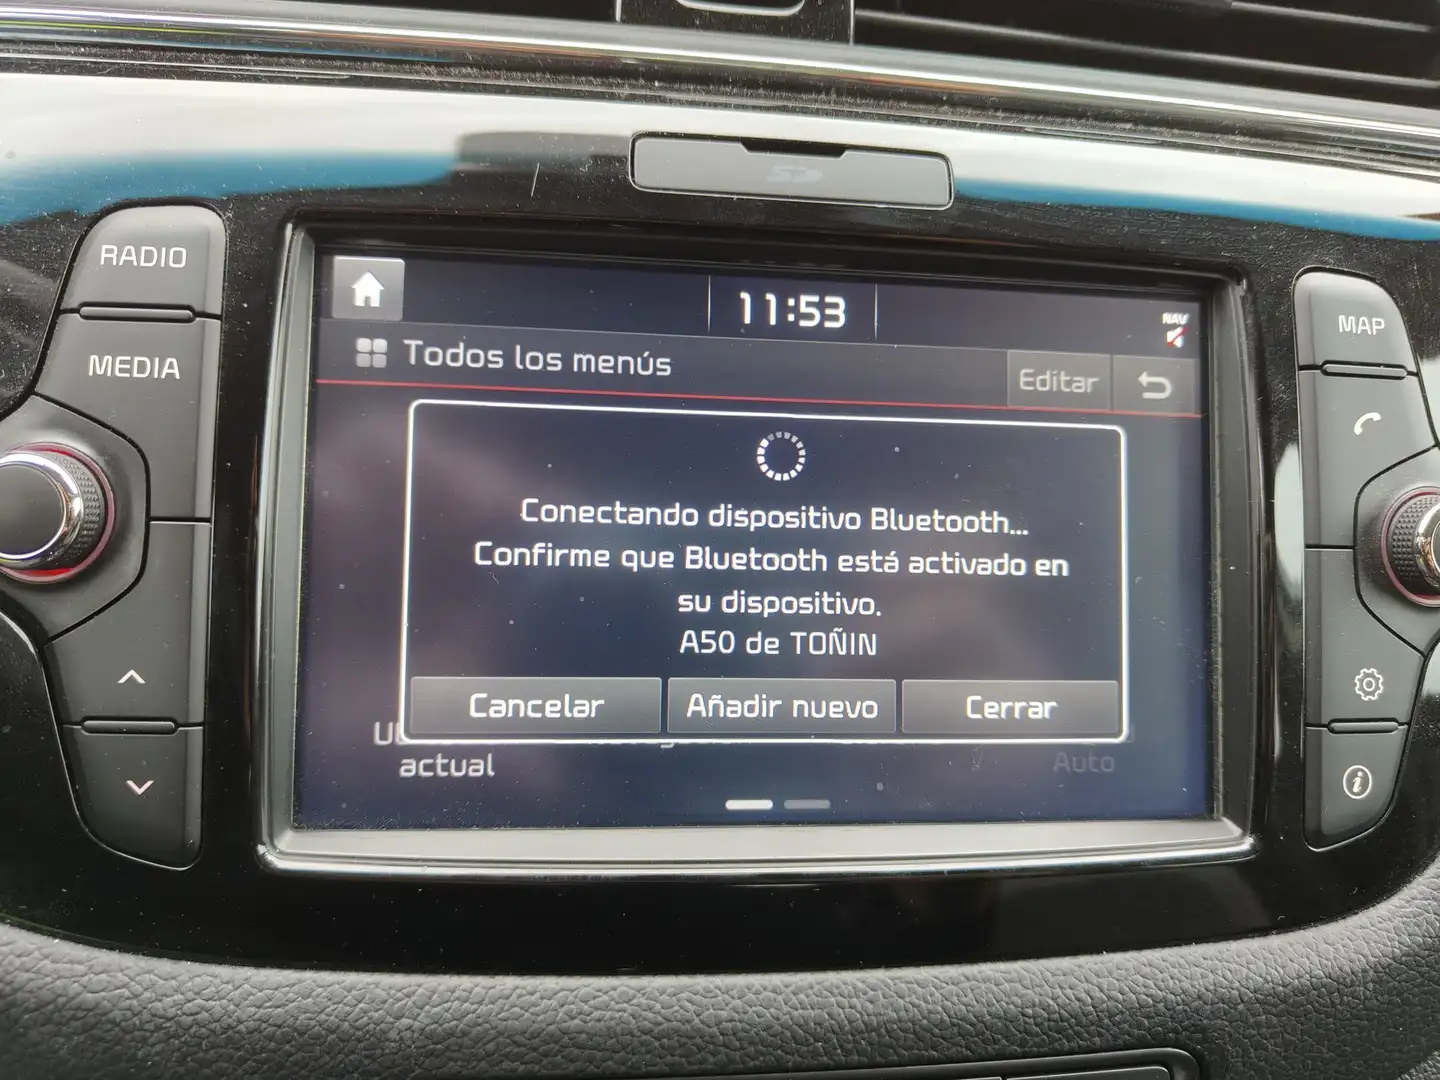 SD
RADIO
MEDIA
MAP
11:53
NAV
Todos los menús
Editar
Conectando dispositivo Bluetooth...
Confirme que Bluetooth está activado en
su dispositivo.
A50 de TOÑIN
Cancelar
Añadir nuevo
Cerrar
actual
Auto